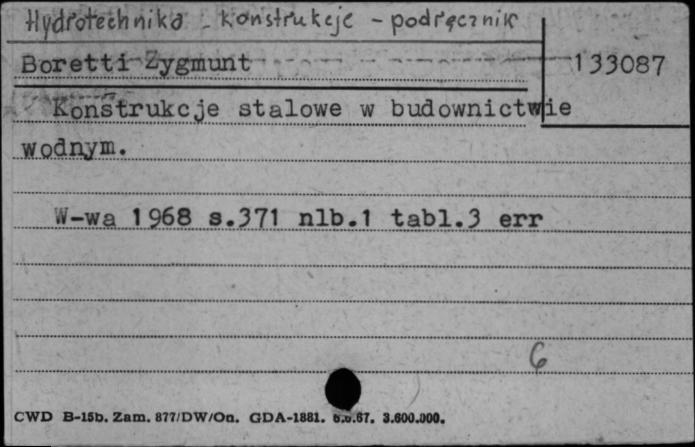 Hydrotechnika - konstrukcje - podręcznik
Boretti Zygmunt 133087
Konstrukcje stalowe w budownictwie
wodnym.
W-wa 1968 s.371 nlb.1 tabl.3 err
6
CWD B-15b. Zam. 877/DW/On. GDA-1881. 6.6.67. 3.600.000.